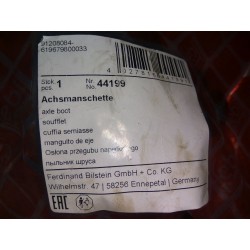 91208064-
619679600033
Stck 1 Nr. 44199
pcs. No.
Achsmanschette
axle boot
soufflet
cuffia semiasse
manguito de eje
Osłona przegubu napędowego
пыльник шруса
Ferdinand Bilstein GmbH + Co. KG
Wilhelmstr. 47 | 58256 Ennepetal | Germany
EAC